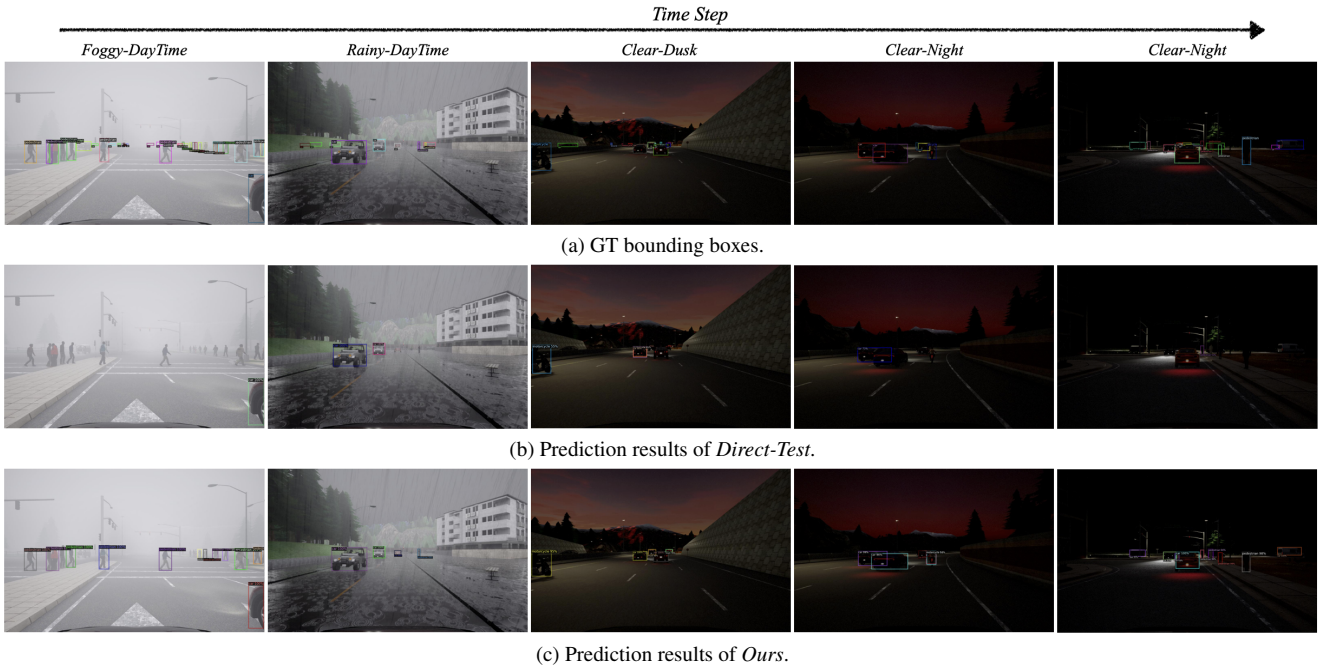 Time Step
Foggy-DayTime
Rainy-DayTime
Clear-Dusk
Clear-Night
Clear-Night
(a) GT bounding boxes.
(b) Prediction results of Direct-Test.
(c) Prediction results of Ours.